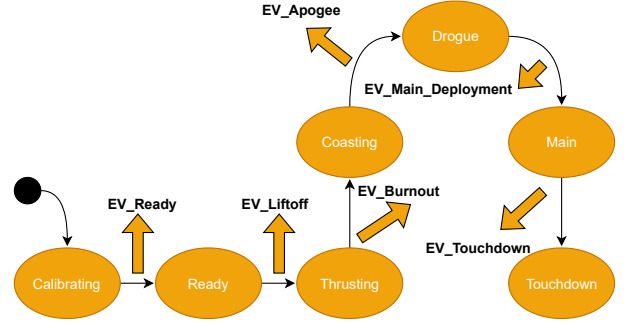 EV_Apogee
Drogue
EV_Main_Deployment
Coasting
Main
EV_Ready
EV_Liftoff
EV_Burnout
EV_Touchdown
Calibrating
Ready
Thrusting
Touchdown